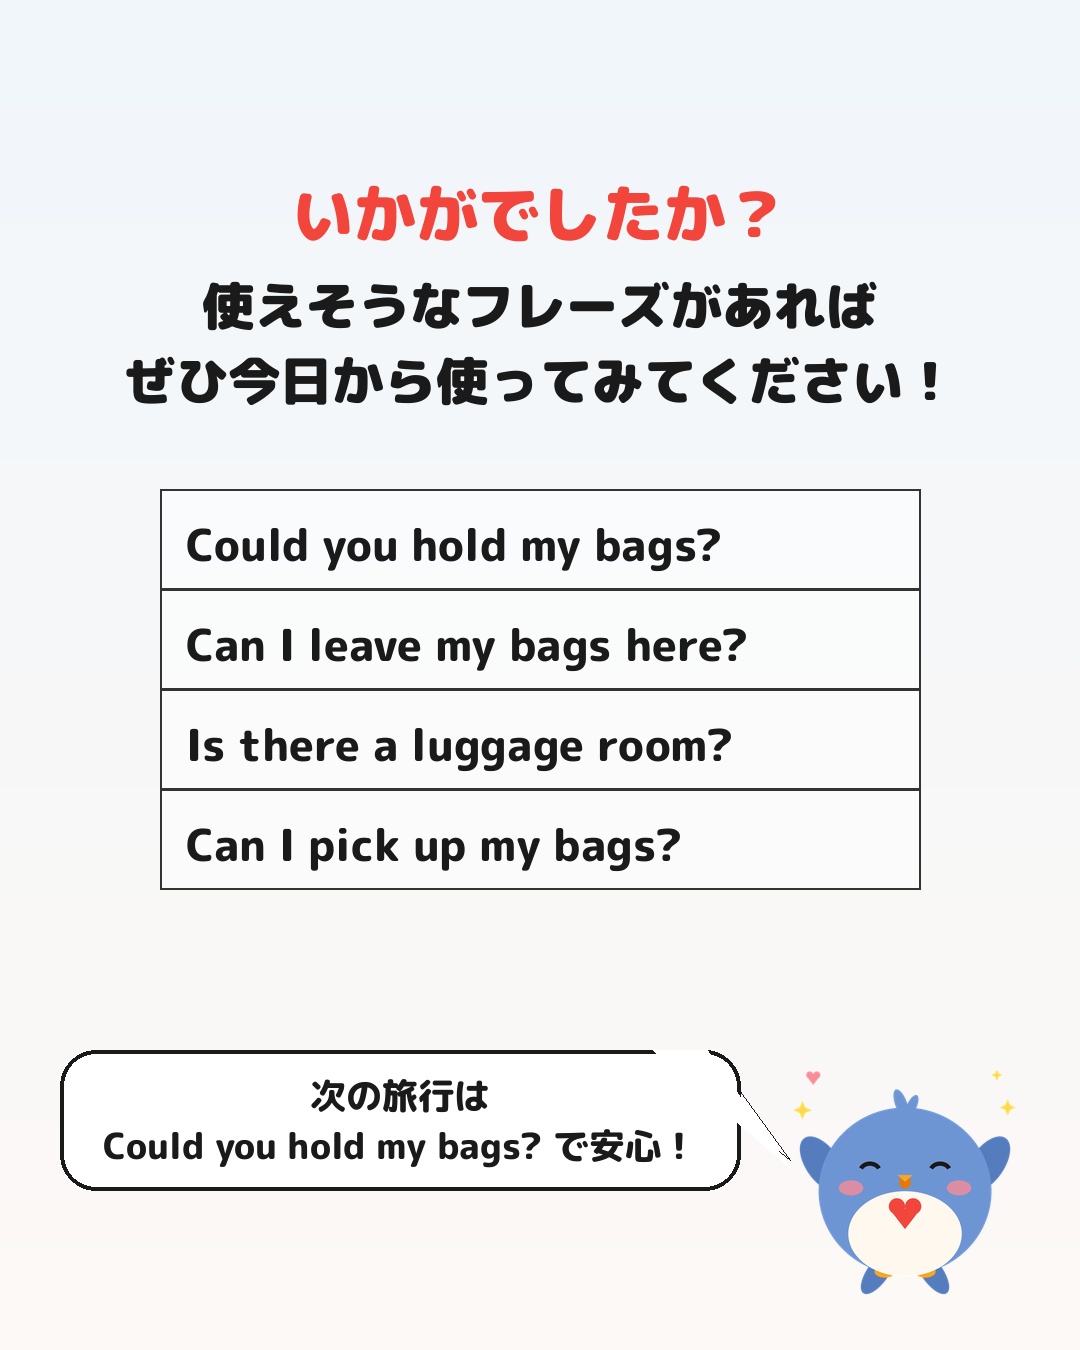 いかがでしたか？
使えそうなフレーズがあれば
ぜひ今日から使ってみてください！
Could you hold my bags?
Can I leave my bags here?
Is there a luggage room?
Can I pick up my bags?
次の旅行は
Could you hold my bags? で安心！